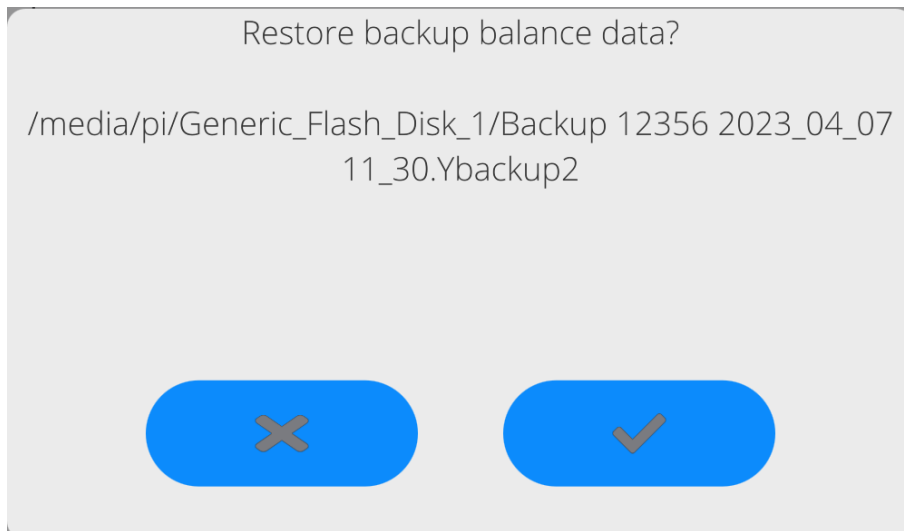 Restore backup balance data?
/media/pi/Generic_Flash_Disk_1/Backup 12356 2023_04_07
11_30.Ybackup2